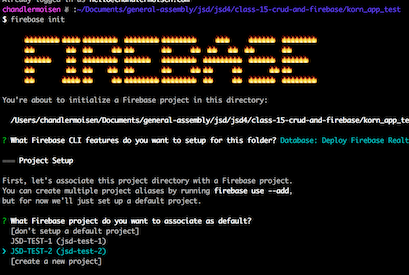 Already logged in as hello@chandlermoisen.com
chandlermoisen # :~/Documents/general-assembly/jsd/jsd4/class-15-crud-and-firebase/korn_app_test
$ firebase init
FIREBASE
You're about to initialize a Firebase project in this directory:
/Users/chandlermoisen/Documents/general-assembly/jsd/jsd4/class-15-crud-and-firebase/korn_app_tes
? What Firebase CLI features do you want to setup for this folder? Database: Deploy Firebase Realt
=== Project Setup
First, let's associate this project directory with a Firebase project.
You can create multiple project aliases by running firebase use --add,
but for now we'll just set up a default project.
? What Firebase project do you want to associate as default?
[don't setup a default project]
JSD-TEST-1 (jsd-test-1)
❯ JSD-TEST-2 (jsd-test-2)
[create a new project]